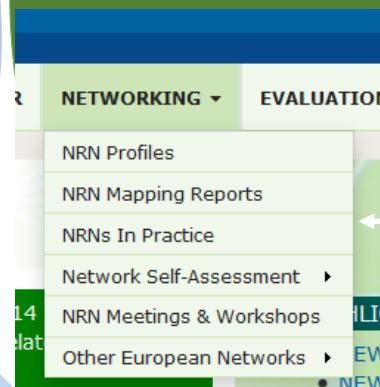 NETWORKING EVALUATION
NRN Profiles
NRN Mapping Reports
NRNs In Practice
Network Self-Assessment
14 NRN Meetings & Workshops
Other European Networks
NEW